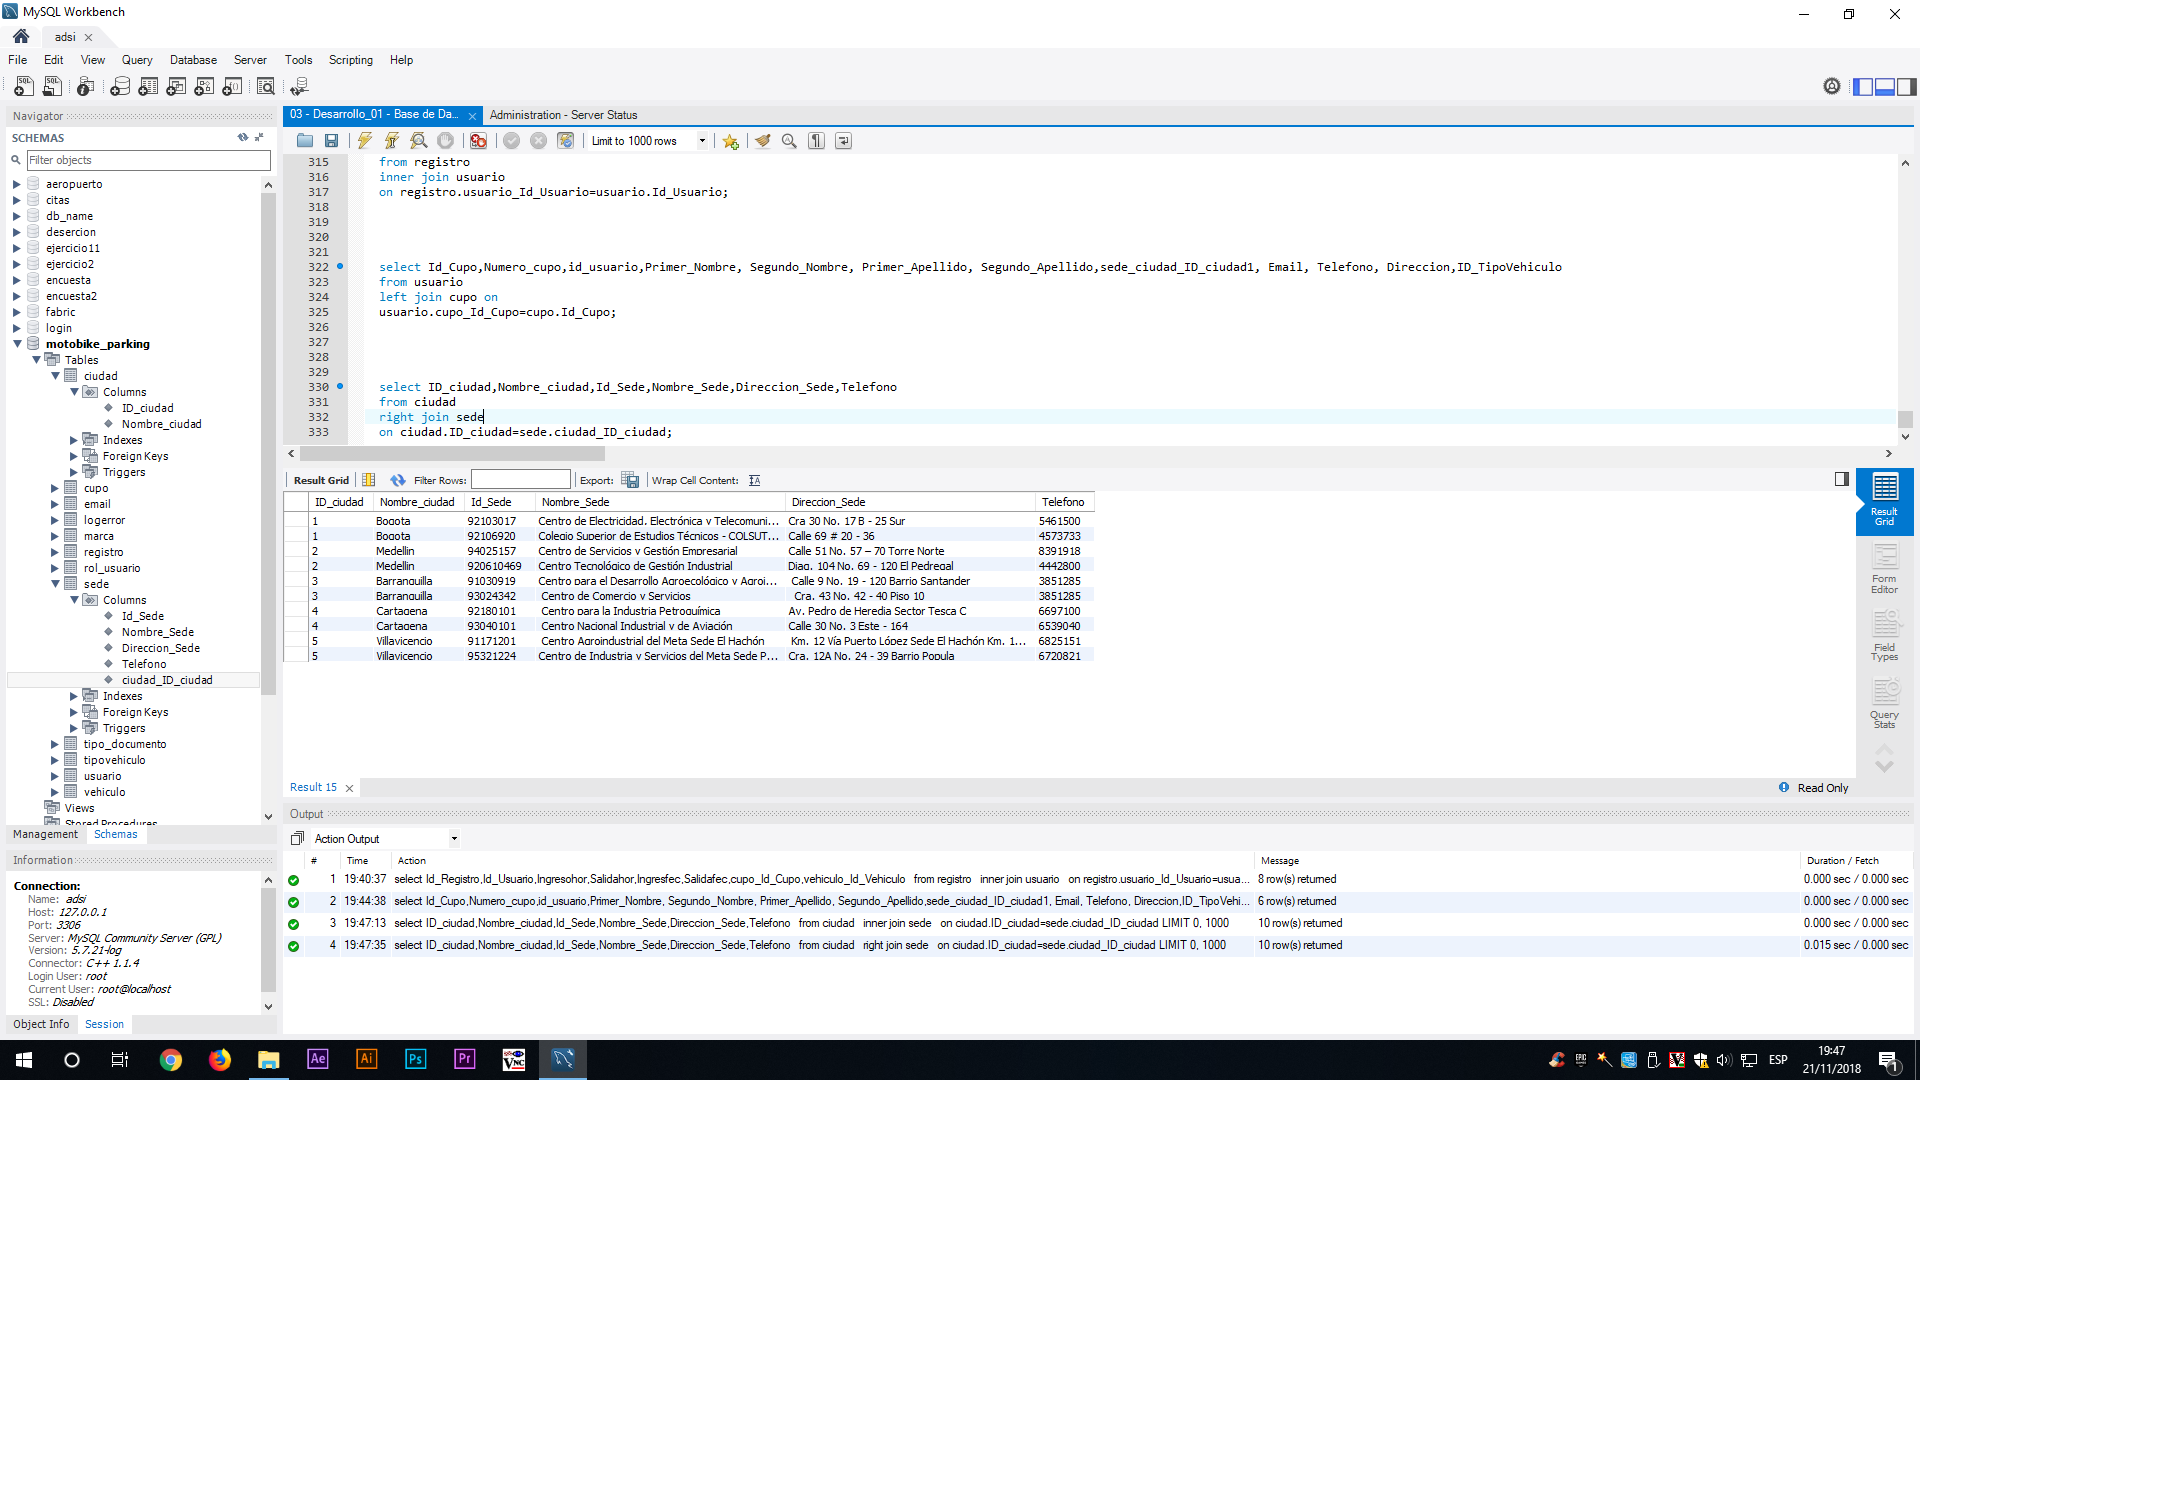 MySQL Workbench
adsi
File Edit View Query Database Server Tools Scripting Help
Navigator
SCHEMAS
Filter objects
aeropuerto
citas
db_name
desercion
ejercicio11
ejercicio2
encuesta
encuesta2
fabric
login
motobike_parking
Tables
ciudad
Columns
ID_ciudad
Nombre_ciudad
Indexes
Foreign Keys
Triggers
cupo
email
logerror
marca
registro
rol_usuario
sede
Columns
Id_Sede
Nombre_Sede
Direccion_Sede
Telefono
ciudad_ID_ciudad
Indexes
Foreign Keys
Triggers
tipo_documento
tipovehiculo
usuario
vehiculo
Views
Stored Procedures
Management Schemas
Information
Connection:
Name: adsi
Host: 127.0.0.1
Port: 3306
Server: MySQL Community Server (GPL)
Version: 5.7.21-log
Connector: C++ 1.1.4
Login User: root
Current User: root@localhost
SSL: Disabled
Object Info Session
03 - Desarrollo_01 - Base de Da... Administration - Server Status
Limit to 1000 rows
315 from registro
316 inner join usuario
317 on registro.usuario_Id_Usuario=usuario.Id_Usuario;
318
319
320
321
322 select Id_Cupo,Numero_cupo,id_usuario,Primer_Nombre, Segundo_Nombre, Primer_Apellido, Segundo_Apellido,sede_ciudad_ID_ciudad1, Email, Telefono, Direccion,ID_TipoVehiculo
323 from usuario
324 left join cupo on
325 usuario.cupo_Id_Cupo=cupo.Id_Cupo;
326
327
328
329
330 select ID_ciudad,Nombre_ciudad,Id_Sede,Nombre_Sede,Direccion_Sede,Telefono
331 from ciudad
332 right join sede
333 on ciudad.ID_ciudad=sede.ciudad_ID_ciudad;
Result Grid Filter Rows: Export: Wrap Cell Content:
ID_ciudad Nombre_ciudad Id_Sede Nombre_Sede Direccion_Sede Telefono
1 Bogota 92103017 Centro de Electricidad, Electrónica y Telecomuni... Cra 30 No. 17 B - 25 Sur 5461500
1 Bogota 92106920 Colegio Superior de Estudios Técnicos - COLSUT... Calle 69 # 20 - 36 4573733
2 Medellin 94025157 Centro de Servicios y Gestión Empresarial Calle 51 No. 57 – 70 Torre Norte 8391918
2 Medellin 920610469 Centro Tecnológico de Gestión Industrial Diag. 104 No. 69 - 120 El Pedregal 4442800
3 Barranquilla 91030919 Centro para el Desarrollo Agroecológico y Agroi... Calle 9 No. 19 - 120 Barrio Santander 3851285
3 Barranquilla 93024342 Centro de Comercio y Servicios Cra. 43 No. 42 - 40 Piso 10 3851285
4 Cartagena 92180101 Centro para la Industria Petroquímica Av. Pedro de Heredia Sector Tesca C 6697100
4 Cartagena 93040101 Centro Nacional Industrial y de Aviación Calle 30 No. 3 Este - 164 6539040
5 Villavicencio 91171201 Centro Agroindustrial del Meta Sede El Hachón Km. 12 Vía Puerto López Sede El Hachón Km. 1... 6825151
5 Villavicencio 95321224 Centro de Industria y Servicios del Meta Sede P... Cra. 12A No. 24 - 39 Barrio Popula 6720821
Result Grid
Form Editor
Field Types
Query Stats
Result 15 Read Only
Output
Action Output
# Time Action Message Duration / Fetch
1 19:40:37 select Id_Registro,Id_Usuario,Ingresohor,Salidahor,Ingresfec,Salidafec,cupo_Id_Cupo,vehiculo_Id_Vehiculo from registro inner join usuario on registro.usuario_Id_Usuario=usua... 8 row(s) returned 0.000 sec / 0.000 sec
2 19:44:38 select Id_Cupo,Numero_cupo,id_usuario,Primer_Nombre, Segundo_Nombre, Primer_Apellido, Segundo_Apellido,sede_ciudad_ID_ciudad1, Email, Telefono, Direccion,ID_TipoVehi... 6 row(s) returned 0.000 sec / 0.000 sec
3 19:47:13 select ID_ciudad,Nombre_ciudad,Id_Sede,Nombre_Sede,Direccion_Sede,Telefono from ciudad inner join sede on ciudad.ID_ciudad=sede.ciudad_ID_ciudad LIMIT 0, 1000 10 row(s) returned 0.000 sec / 0.000 sec
4 19:47:35 select ID_ciudad,Nombre_ciudad,Id_Sede,Nombre_Sede,Direccion_Sede,Telefono from ciudad right join sede on ciudad.ID_ciudad=sede.ciudad_ID_ciudad LIMIT 0, 1000 10 row(s) returned 0.015 sec / 0.000 sec
Ae Ai Ps Pr VNC EPIC ESP 19:47
21/11/2018 1